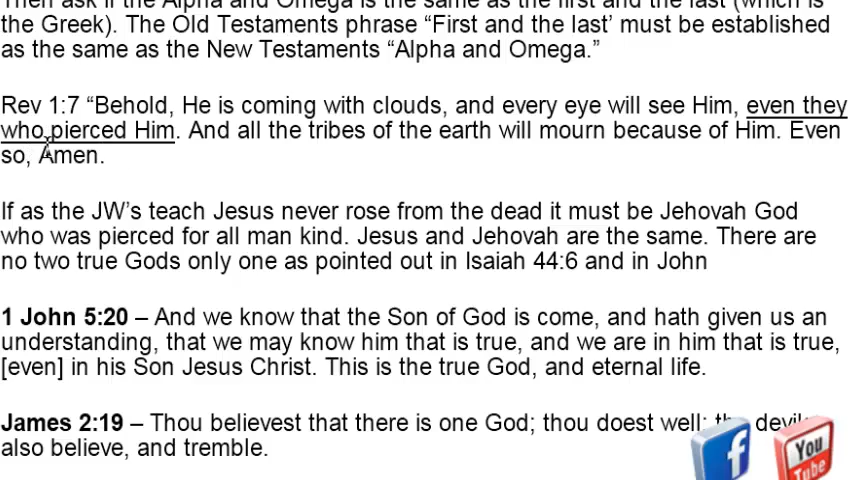 Then ask if the Alpha and Omega is the same as the first and the last (which is
the Greek). The Old Testaments phrase “First and the last’ must be established
as the same as the New Testaments “Alpha and Omega.”
Rev 1:7 “Behold, He is coming with clouds, and every eye will see Him, even they
who pierced Him. And all the tribes of the earth will mourn because of Him. Even
so, Amen.
If as the JW’s teach Jesus never rose from the dead it must be Jehovah God
who was pierced for all man kind. Jesus and Jehovah are the same. There are
no two true Gods only one as pointed out in Isaiah 44:6 and in John
1 John 5:20 – And we know that the Son of God is come, and hath given us an
understanding, that we may know him that is true, and we are in him that is true,
[even] in his Son Jesus Christ. This is the true God, and eternal life.
James 2:19 – Thou believest that there is one God; thou doest well: the devils
also believe, and tremble.
f
You
Tube